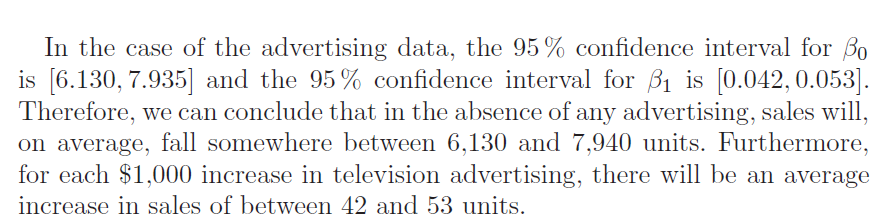 In the case of the advertising data, the 95 % confidence interval for β0
is [6.130, 7.935] and the 95 % confidence interval for β1 is [0.042, 0.053].
Therefore, we can conclude that in the absence of any advertising, sales will,
on average, fall somewhere between 6,130 and 7,940 units. Furthermore,
for each $1,000 increase in television advertising, there will be an average
increase in sales of between 42 and 53 units.